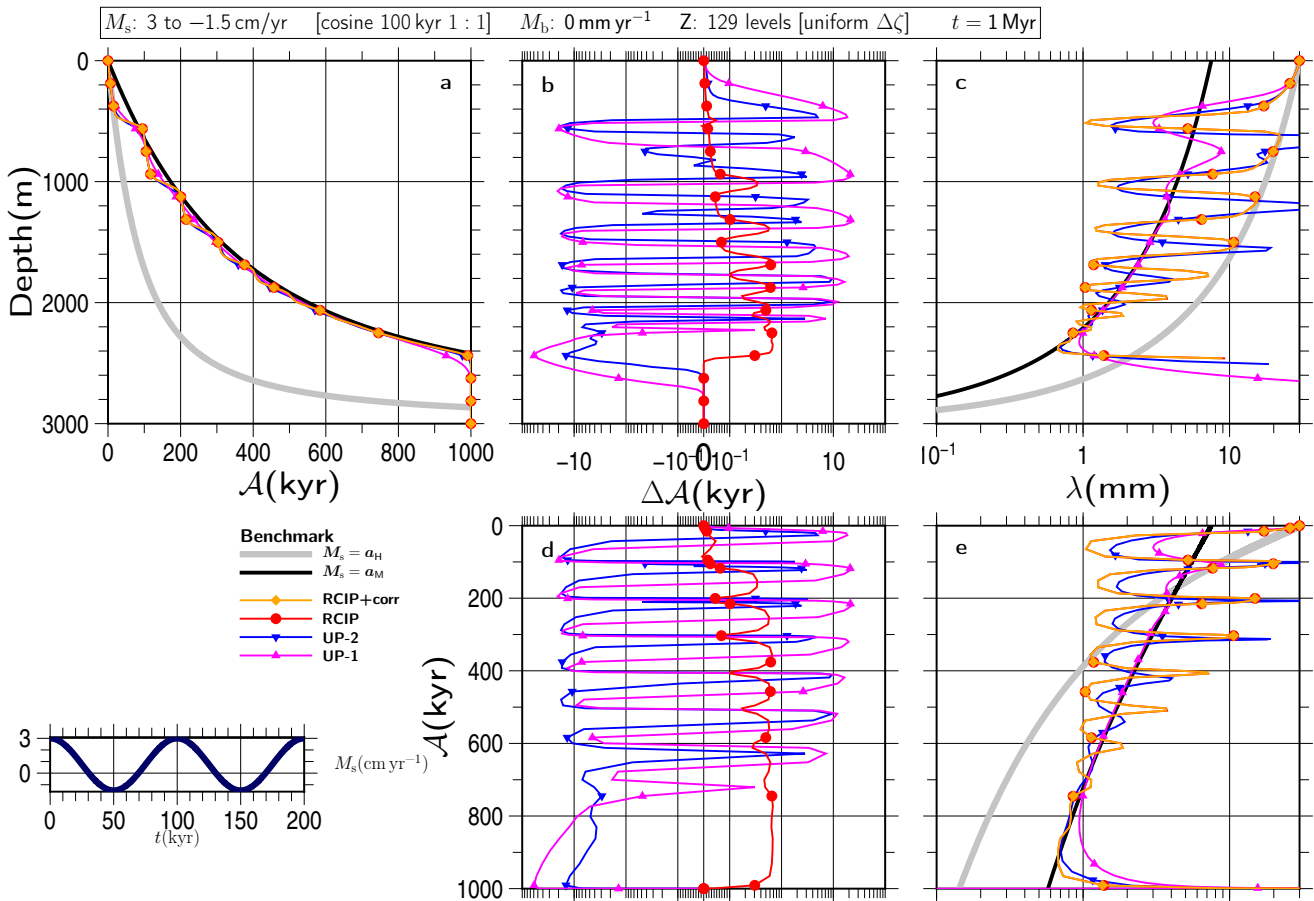 Mₛ: 3 to −1.5 cm/yr [cosine 100 kyr 1 : 1] M_b: 0 mm yr⁻¹ Z: 129 levels [uniform Δζ] t = 1 Myr
a b c
0
1000
2000
3000
Depth(m)
0 200 400 600 800 1000
𝒜(kyr)
−10 −10⁻¹ 0 10⁻¹ 10
Δ𝒜(kyr)
10⁻¹ 1 10
λ(mm)
Benchmark
Mₛ = a_H
Mₛ = a_M
RCIP+corr
RCIP
UP-2
UP-1
d e
0
200
400
600
800
1000
𝒜(kyr)
3
0
Mₛ(cm yr⁻¹)
0 50 100 150 200
t(kyr)